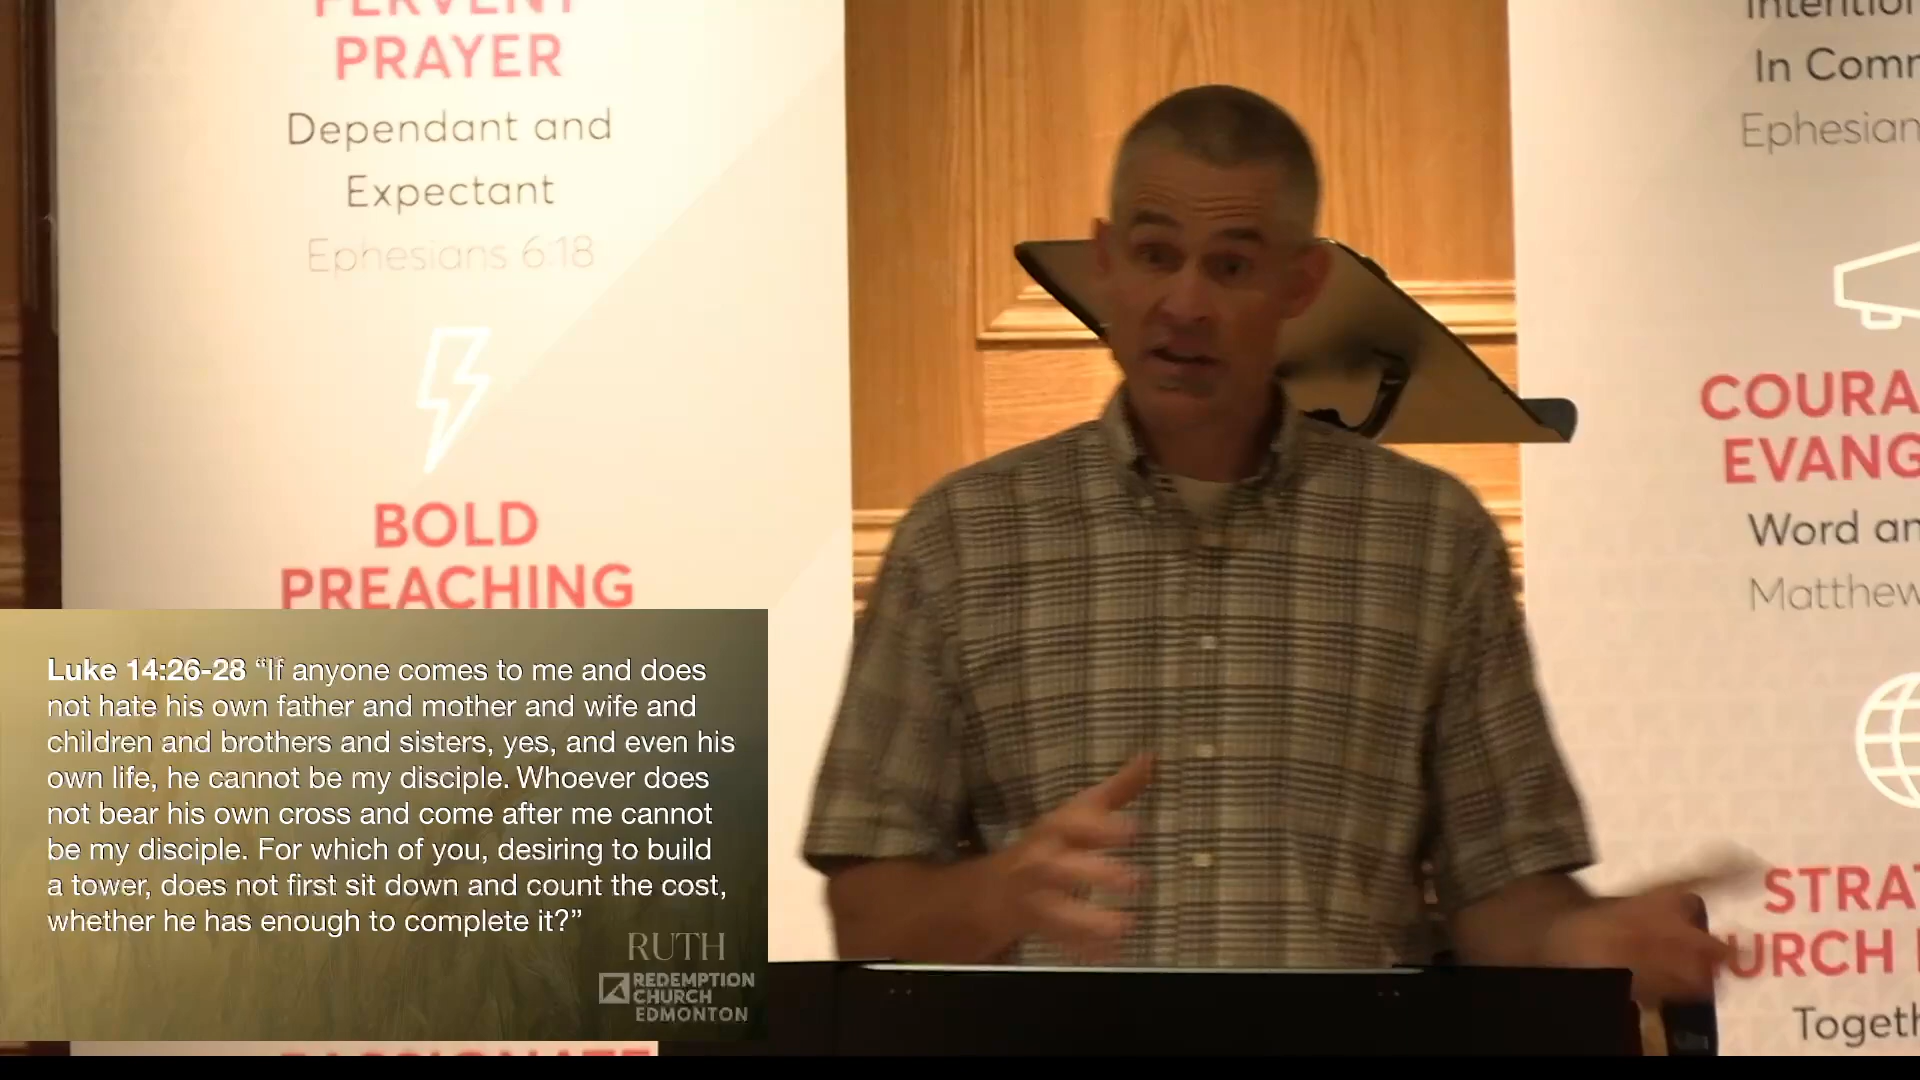 FERVENT
PRAYER
Dependant and
Expectant
Ephesians 6:18
BOLD
PREACHING
Luke 14:26-28 “If anyone comes to me and does
not hate his own father and mother and wife and
children and brothers and sisters, yes, and even his
own life, he cannot be my disciple. Whoever does
not bear his own cross and come after me cannot
be my disciple. For which of you, desiring to build
a tower, does not first sit down and count the cost,
whether he has enough to complete it?”
RUTH
REDEMPTION
CHURCH
EDMONTON
In Comm
Ephesian
COURA
EVANG
Word an
Matthew
STRAT
URCH
Togeth